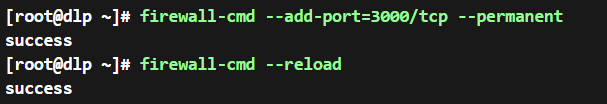 [root@dlp ~]# firewall-cmd --add-port=3000/tcp --permanent
success
[root@dlp ~]# firewall-cmd --reload
success